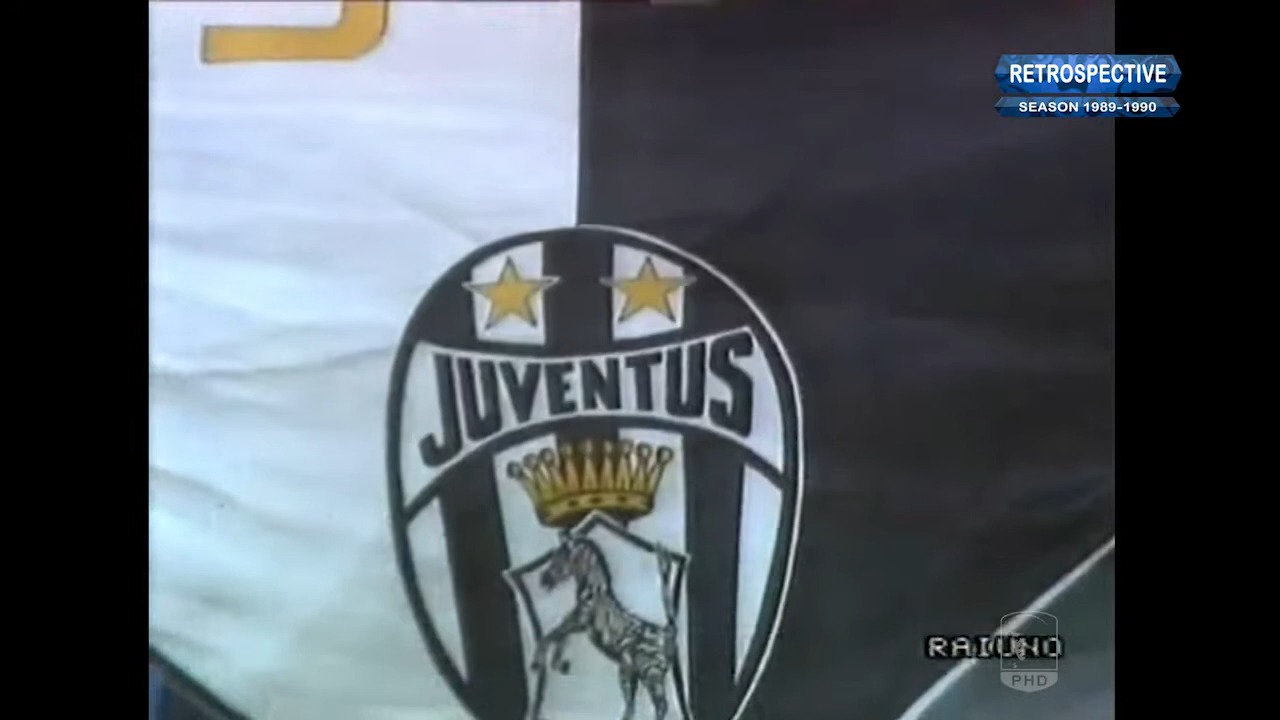 RETROSPECTIVE
SEASON 1989-1990
JUVENTUS
RAIUNO
PHD